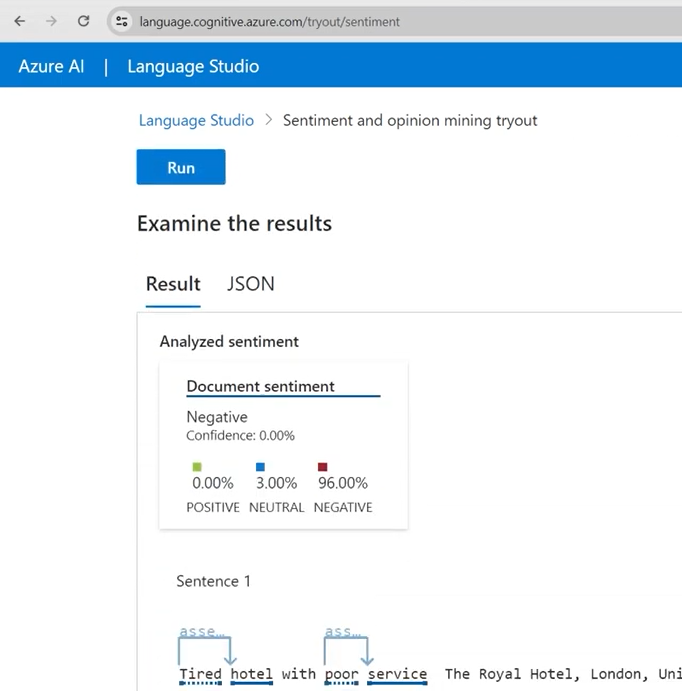 language.cognitive.azure.com/tryout/sentiment
Azure AI | Language Studio
Language Studio > Sentiment and opinion mining tryout
Run
Examine the results
Result JSON
Analyzed sentiment
Document sentiment
Negative
Confidence: 0.00%
0.00% 3.00% 96.00%
POSITIVE NEUTRAL NEGATIVE
Sentence 1
asse... ass...
Tired hotel with poor service The Royal Hotel, London, Uni